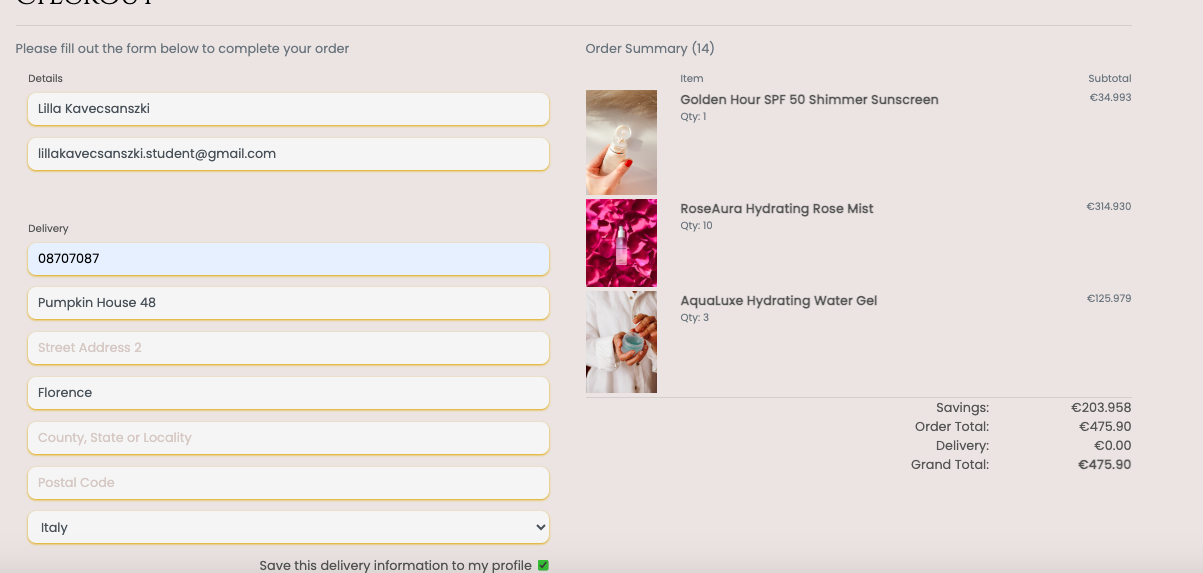 Please fill out the form below to complete your order
Details
Lilla Kavecsanszki
lillakavecsanszki.student@gmail.com
Delivery
08707087
Pumpkin House 48
Street Address 2
Florence
County, State or Locality
Postal Code
Italy
Save this delivery information to my profile
Order Summary (14)
Item Subtotal
Golden Hour SPF 50 Shimmer Sunscreen €34.993
Qty: 1
RoseAura Hydrating Rose Mist €314.930
Qty: 10
AquaLuxe Hydrating Water Gel €125.979
Qty: 3
Savings: €203.958
Order Total: €475.90
Delivery: €0.00
Grand Total: €475.90